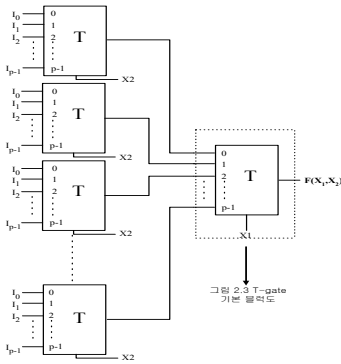 I0 0
I1 1
I2 2
T
Ip-1 p-1
X2
I0 0
I1 1
I2 2
T
Ip-1 p-1
X2
I0 0
I1 1
I2 2
T
Ip-1 p-1
X2
I0 0
I1 1
I2 2
T
Ip-1 p-1
X2
0
1
2
T
p-1
F(X1,X2)
X1
그림 2.3 T-gate
기본 블럭도